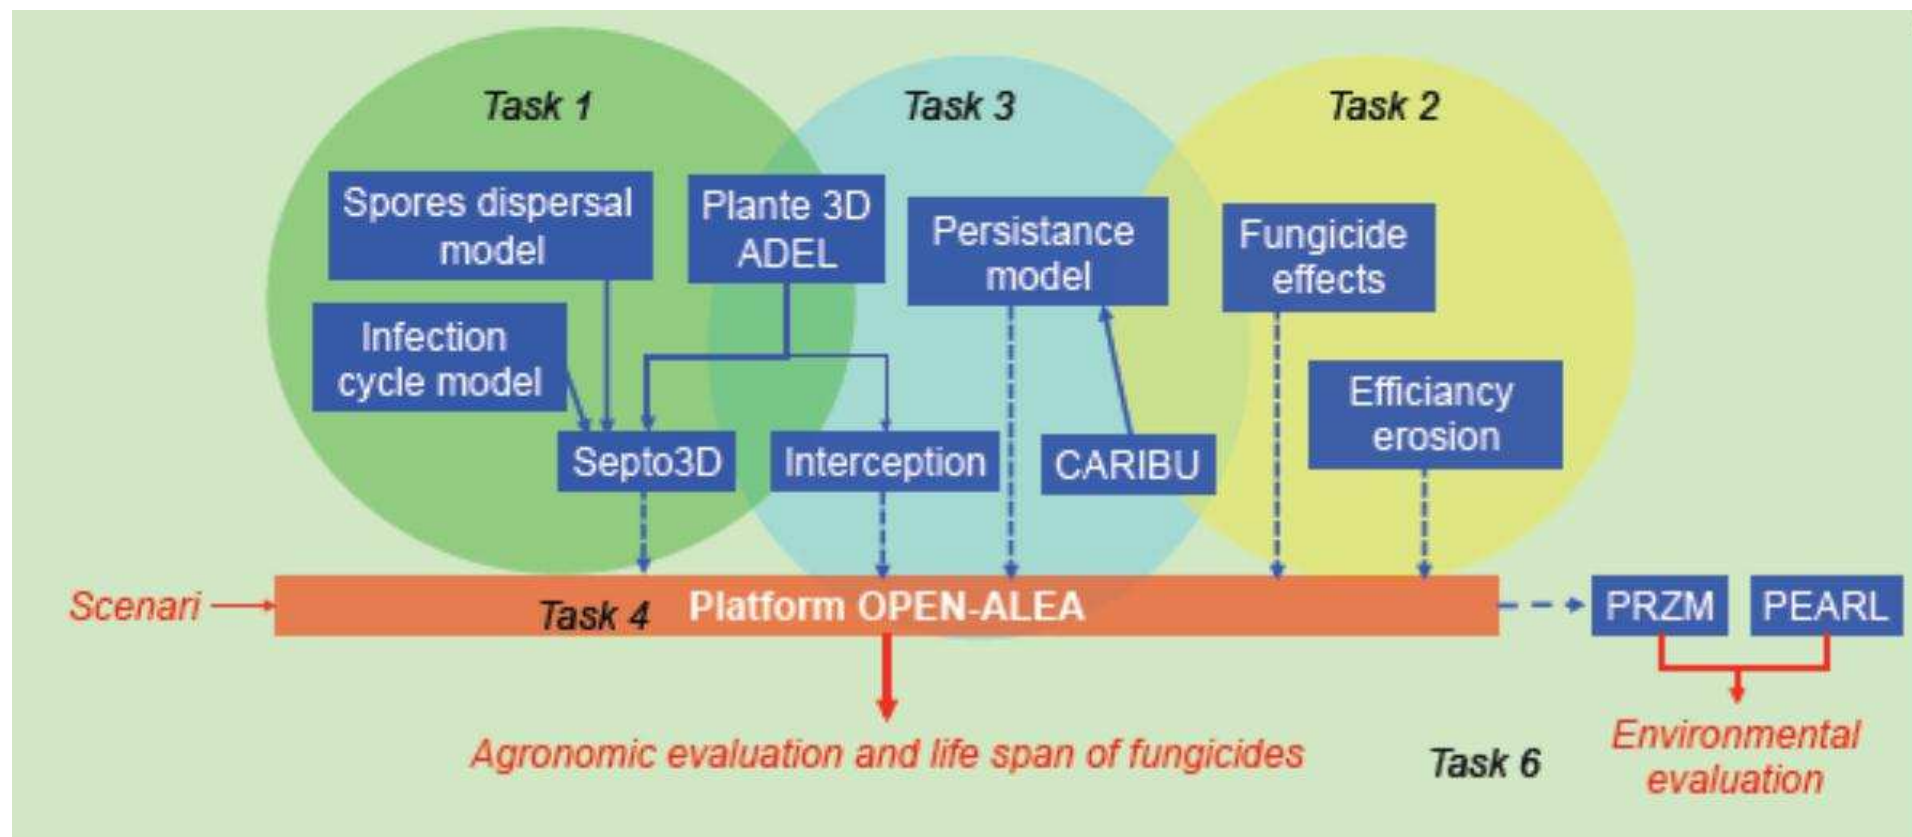 Task 1
Task 3
Task 2
Spores dispersal
model
Plante 3D
ADEL
Persistance
model
Fungicide
effects
Infection
cycle model
Efficiancy
erosion
Septo3D
Interception
CARIBU
Scenari
Task 4
Platform OPEN-ALEA
PRZM
PEARL
Agronomic evaluation and life span of fungicides
Task 6
Environmental
evaluation